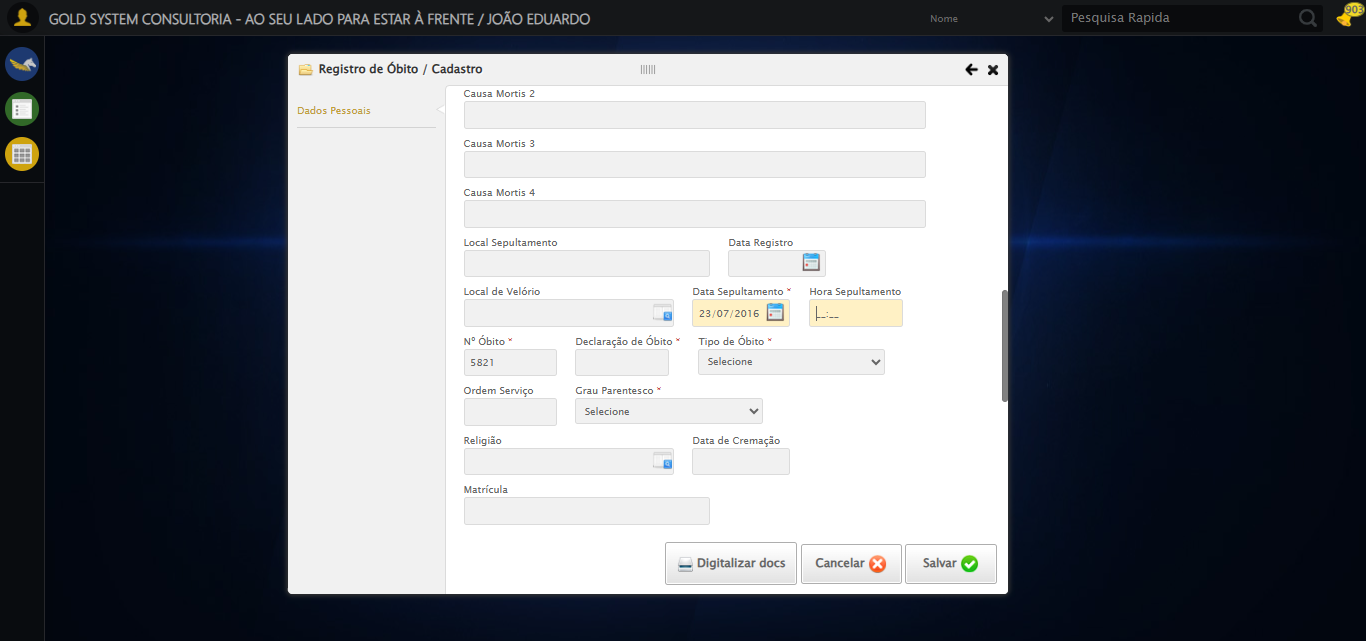 GOLD SYSTEM CONSULTORIA - AO SEU LADO PARA ESTAR À FRENTE / JOÃO EDUARDO
Nome
Pesquisa Rapida
903
Registro de Óbito / Cadastro
Dados Pessoais
Causa Mortis 2
Causa Mortis 3
Causa Mortis 4
Local Sepultamento
Data Registro
Local de Velório
Data Sepultamento *
Hora Sepultamento
23/07/2016
__:__
Nº Óbito *
Declaração de Óbito *
Tipo de Óbito *
5821
Selecione
Ordem Serviço
Grau Parentesco *
Selecione
Religião
Data de Cremação
Matrícula
Digitalizar docs
Cancelar
Salvar